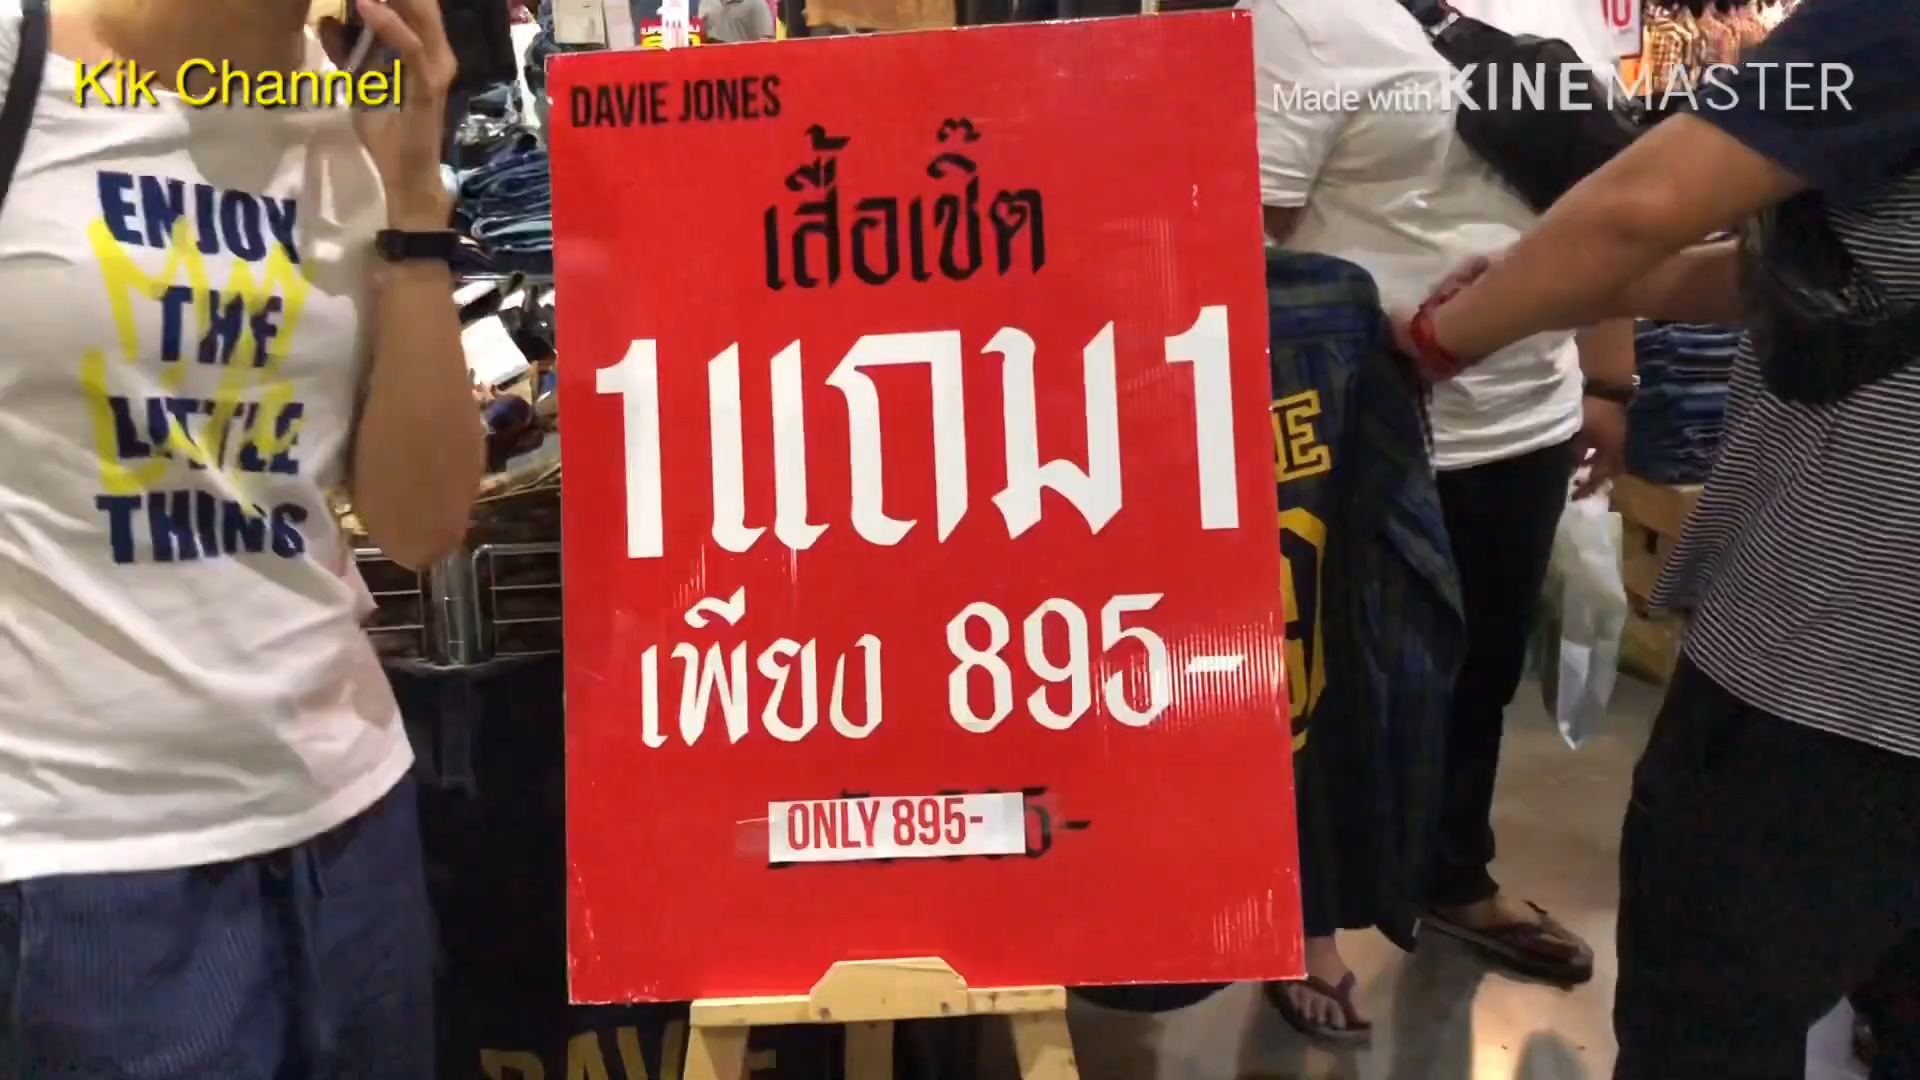 Kik Channel
Made with KINEMASTER
ENJOY
THE
LITTLE
THING
DAVIE JONES
เสื้อเชิ๊ต
1แถม1
เพียง 895-
ONLY 895-